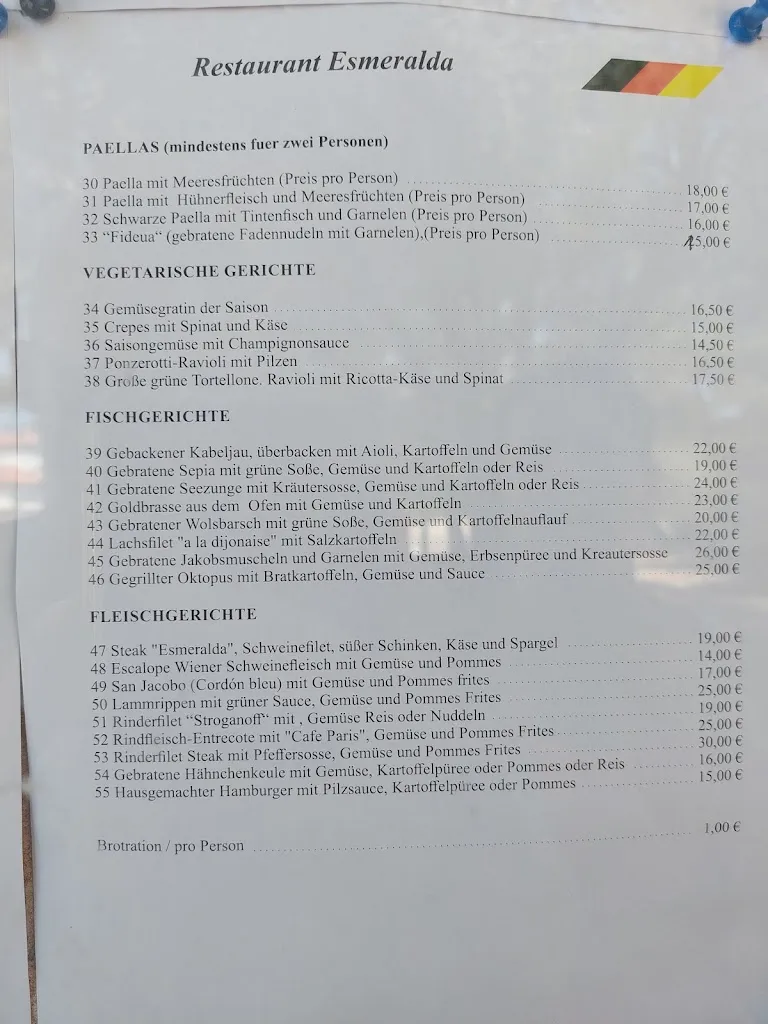 Restaurant Esmeralda
PAELLAS (mindestens fuer zwei Personen)
30 Paella mit Meeresfrüchten (Preis pro Person) 18,00 €
31 Paella mit Hühnerfleisch und Meeresfrüchten (Preis pro Person) 17,00 €
32 Schwarze Paella mit Tintenfisch und Garnelen (Preis pro Person) 16,00 €
33 “Fideua“ (gebratene Fadennudeln mit Garnelen),(Preis pro Person) 15,00 €
VEGETARISCHE GERICHTE
34 Gemüsegratin der Saison 16,50 €
35 Crepes mit Spinat und Käse 15,00 €
36 Saisongemüse mit Champignonsauce 14,50 €
37 Ponzerotti-Ravioli mit Pilzen 16,50 €
38 Große grüne Tortellone. Ravioli mit Ricotta-Käse und Spinat 17,50 €
FISCHGERICHTE
39 Gebackener Kabeljau, überbacken mit Aioli, Kartoffeln und Gemüse 22,00 €
40 Gebratene Sepia mit grüne Soße, Gemüse und Kartoffeln oder Reis 19,00 €
41 Gebratene Seezunge mit Kräutersosse, Gemüse und Kartoffeln oder Reis 24,00 €
42 Goldbrasse aus dem Ofen mit Gemüse und Kartoffeln 23,00 €
43 Gebratener Wolsbarsch mit grüne Soße, Gemüse und Kartoffelnauflauf 20,00 €
44 Lachsfilet "a la dijonaise" mit Salzkartoffeln 22,00 €
45 Gebratene Jakobsmuscheln und Garnelen mit Gemüse, Erbsenpüree und Kreautersosse 26,00 €
46 Gegrillter Oktopus mit Bratkartoffeln, Gemüse und Sauce 25,00 €
FLEISCHGERICHTE
47 Steak "Esmeralda", Schweinefilet, süßer Schinken, Käse und Spargel 19,00 €
48 Escalope Wiener Schweinefleisch mit Gemüse und Pommes 14,00 €
49 San Jacobo (Cordón bleu) mit Gemüse und Pommes frites 17,00 €
50 Lammrippen mit grüner Sauce, Gemüse und Pommes Frites 25,00 €
51 Rinderfilet “Stroganoff“ mit , Gemüse Reis oder Nuddeln 19,00 €
52 Rindfleisch-Entrecote mit "Cafe Paris", Gemüse und Pommes Frites 25,00 €
53 Rinderfilet Steak mit Pfeffersosse, Gemüse und Pommes Frites 30,00 €
54 Gebratene Hähnchenkeule mit Gemüse, Kartoffelpüree oder Pommes oder Reis 16,00 €
55 Hausgemachter Hamburger mit Pilzsauce, Kartoffelpüree oder Pommes 15,00 €
Brotration / pro Person 1,00 €